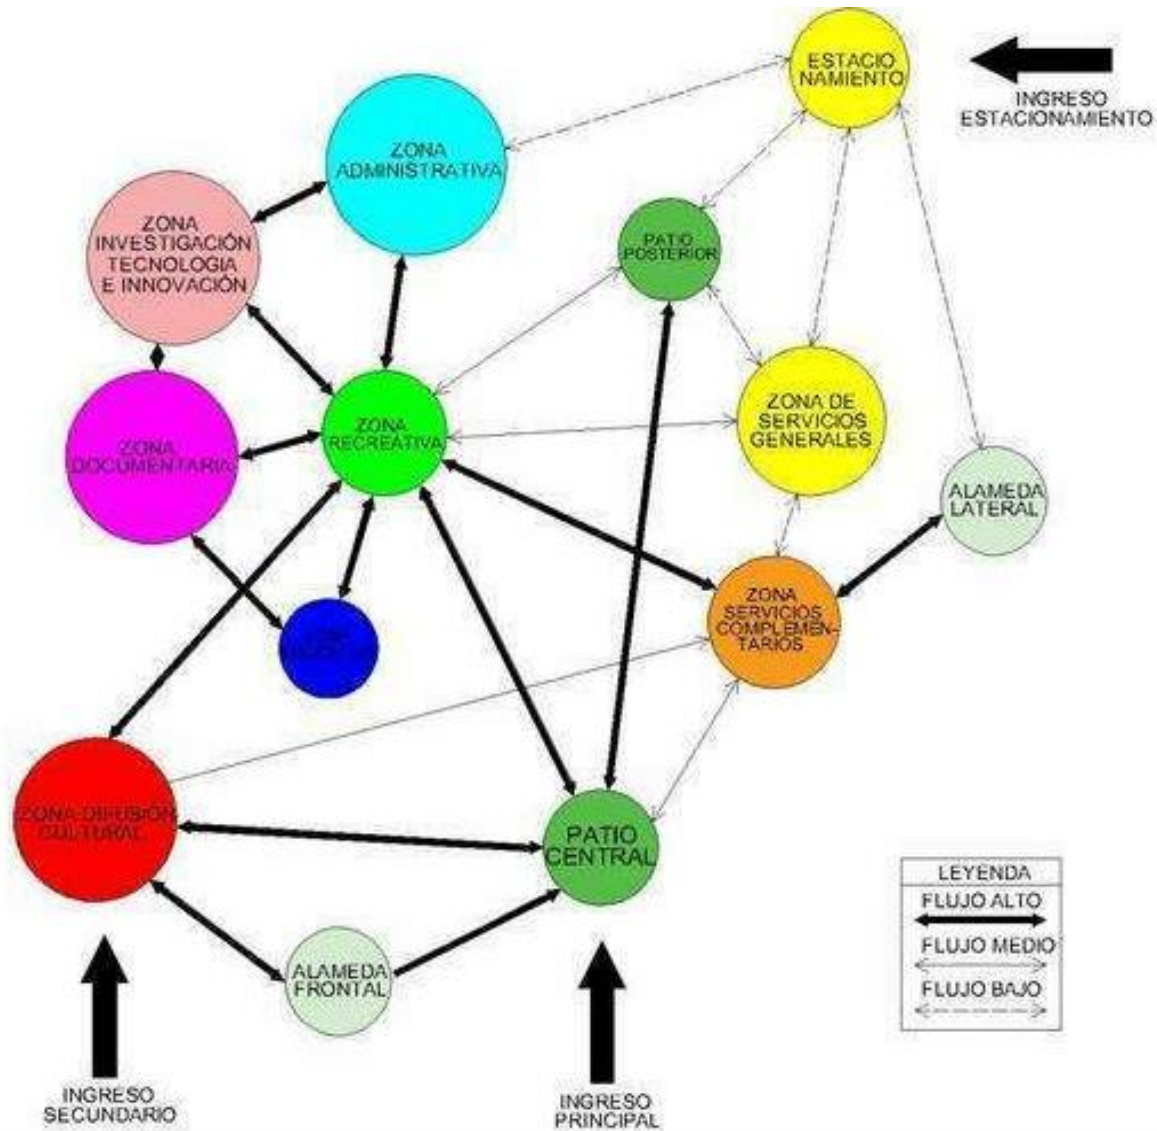 ESTACIO
NAMIENTO
INGRESO
ESTACIONAMIENTO
ZONA
ADMINISTRATIVA
ZONA
INVESTIGACIÓN
TECNOLOGIA
E INNOVACIÓN
PATIO
POSTERIOR
ZONA DE
SERVICIOS
GENERALES
ZONA
RECREATIVA
ZONA
DOCUMENTARIA
ALAMEDA
LATERAL
ZONA
SERVICIOS
COMPLEMEN-
TARIOS
ZONA DIFUSIÓN
CULTURAL
PATIO
CENTRAL
ALAMEDA
FRONTAL
LEYENDA
FLUJO ALTO
FLUJO MEDIO
FLUJO BAJO
INGRESO
SECUNDARIO
INGRESO
PRINCIPAL